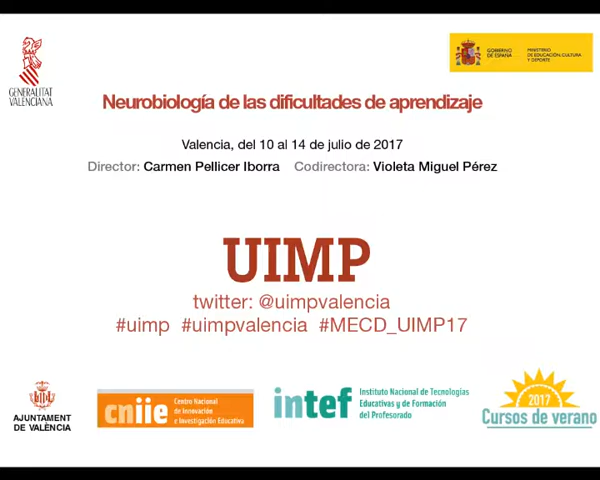 GENERALITAT
VALENCIANA
GOBIERNO
DE ESPAÑA
MINISTERIO
DE EDUCACIÓN, CULTURA
Y DEPORTE
Neurobiología de las dificultades de aprendizaje
Valencia, del 10 al 14 de julio de 2017
Director: Carmen Pellicer Iborra Codirectora: Violeta Miguel Pérez
UIMP
twitter: @uimpvalencia
#uimp #uimpvalencia #MECD_UIMP17
AJUNTAMENT
DE VALÈNCIA
cniie
Centro Nacional
de Innovación
e Investigación Educativa
intef
Instituto Nacional de Tecnologías
Educativas y de Formación
del Profesorado
2017
Cursos de verano